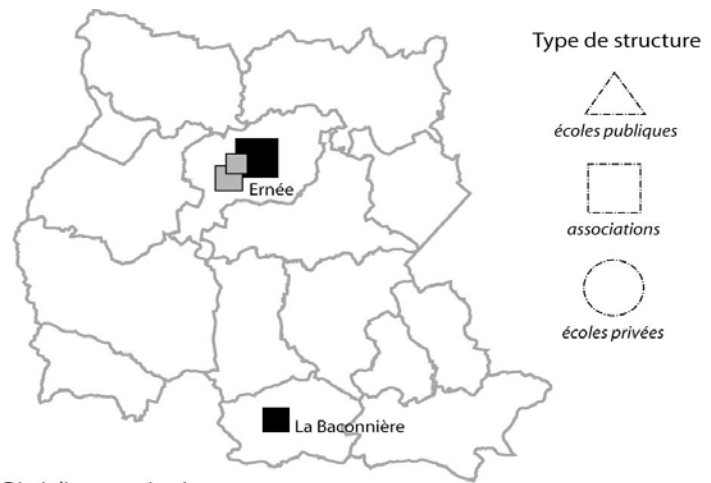 Type de structure
écoles publiques
Ernée
associations
écoles privées
La Baconnière